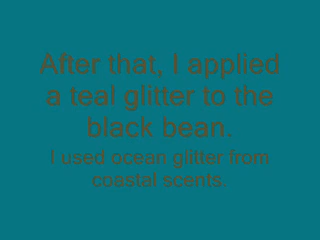 After that, I applied
a teal glitter to the
black bean.
I used ocean glitter from
coastal scents.